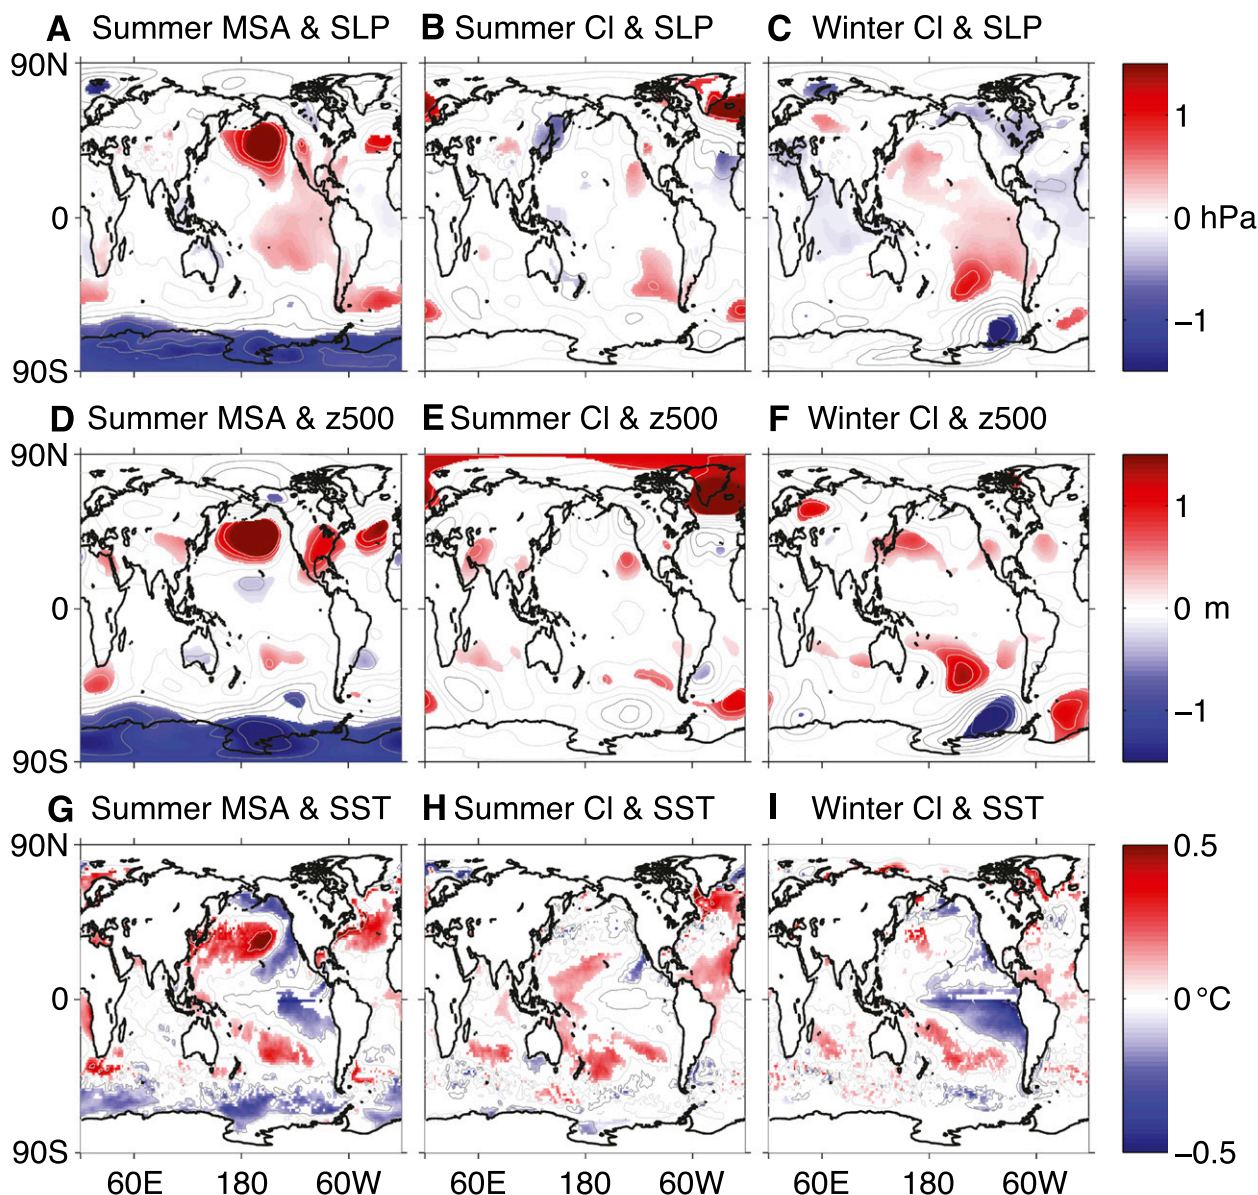 A Summer MSA & SLP
B Summer Cl & SLP
C Winter Cl & SLP
90N
0
90S
1
0 hPa
−1
D Summer MSA & z500
E Summer Cl & z500
F Winter Cl & z500
90N
0
90S
1
0 m
−1
G Summer MSA & SST
H Summer Cl & SST
I Winter Cl & SST
90N
0
90S
0.5
0 °C
−0.5
60E 180 60W
60E 180 60W
60E 180 60W